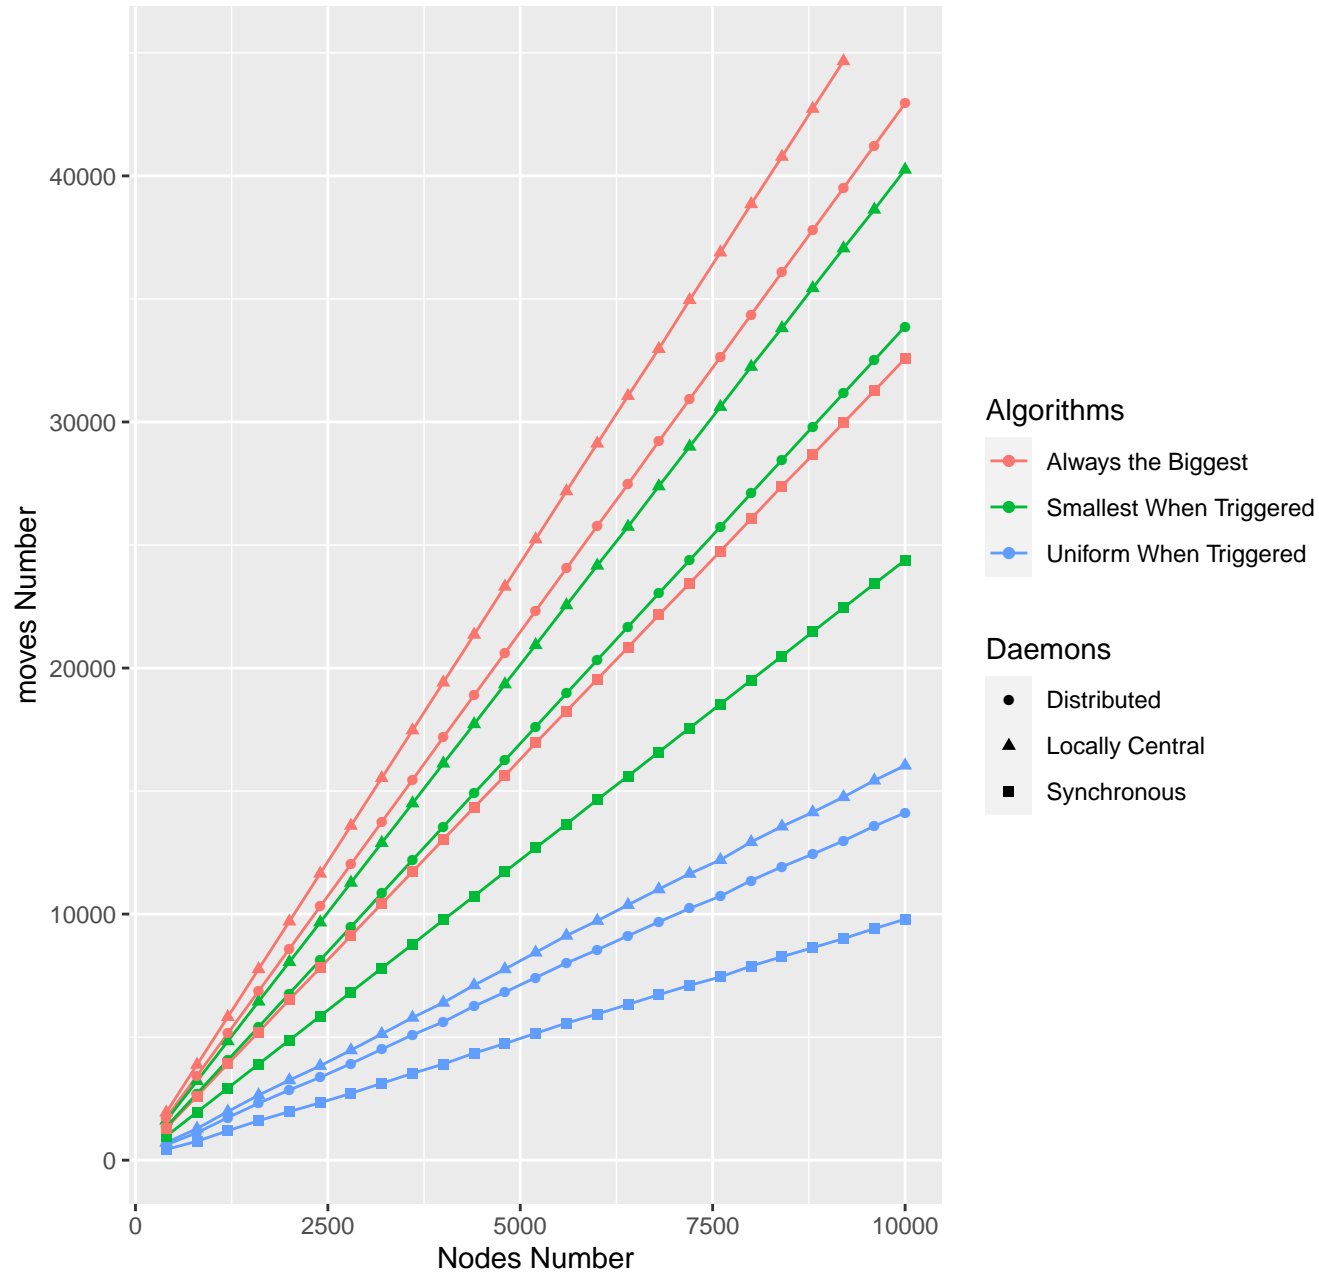 40000
30000
20000
10000
0
moves Number
0 2500 5000 7500 10000
Nodes Number
Algorithms
Always the Biggest
Smallest When Triggered
Uniform When Triggered
Daemons
Distributed
Locally Central
Synchronous